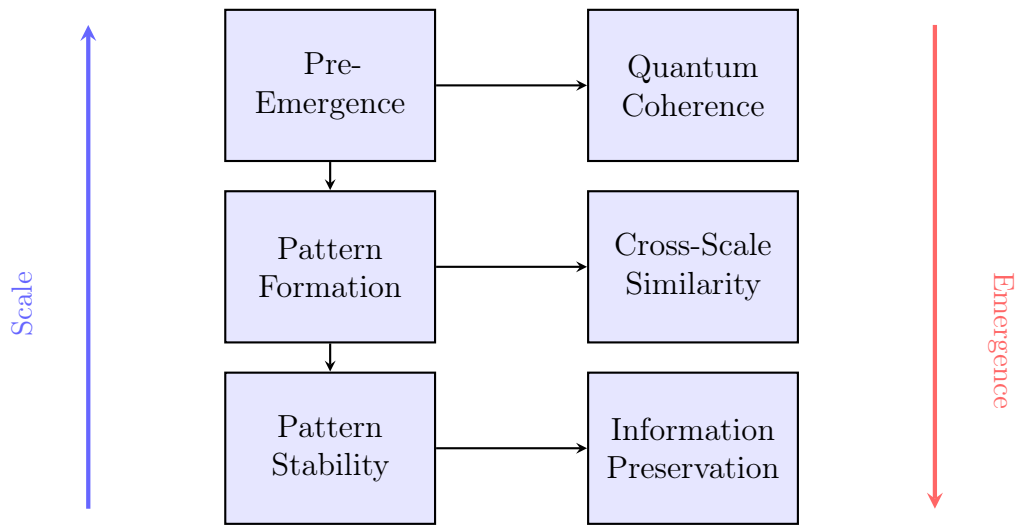 Pre-
Emergence
Quantum
Coherence
Pattern
Formation
Cross-Scale
Similarity
Pattern
Stability
Information
Preservation
Scale
Emergence